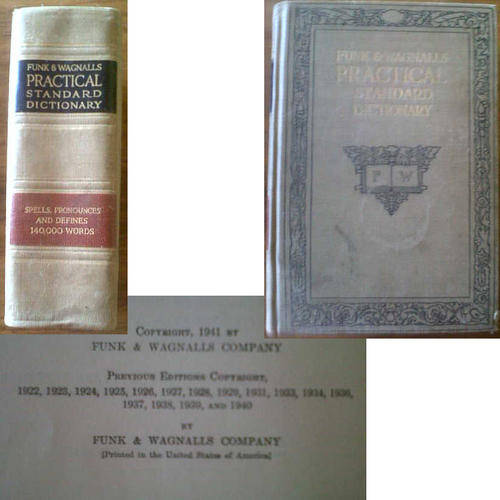 FUNK & WAGNALLS
PRACTICAL
STANDARD
DICTIONARY
SPELLS, PRONOUNCES
AND DEFINES
140,000 WORDS
FUNK & WAGNALLS
PRACTICAL
STANDARD
DICTIONARY
F W
COPYRIGHT, 1941 BY
FUNK & WAGNALLS COMPANY
PREVIOUS EDITIONS COPYRIGHT,
1922, 1923, 1924, 1925, 1926, 1927, 1928, 1929, 1931, 1933, 1934, 1936,
1937, 1938, 1939, AND 1940
BY
FUNK & WAGNALLS COMPANY
[Printed in the United States of America]